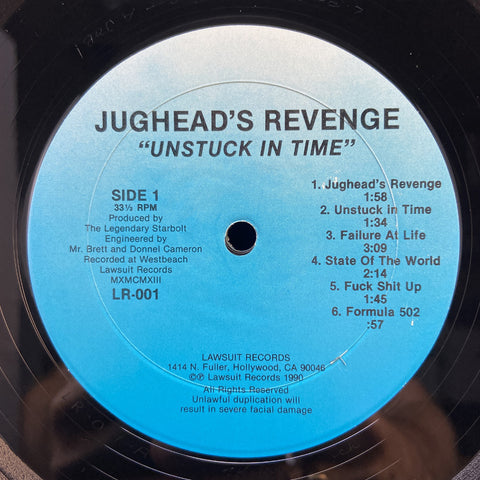 JUGHEAD'S REVENGE
"UNSTUCK IN TIME"
SIDE 1
33⅓ RPM
Produced by
The Legendary Starbolt
Engineered by
Mr. Brett and Donnel Cameron
Recorded at Westbeach
Lawsuit Records
MXMCMXIII
LR-001
1. Jughead's Revenge
1:58
2. Unstuck in Time
1:34
3. Failure At Life
3:09
4. State Of The World
2:14
5. Fuck Shit Up
1:45
6. Formula 502
:57
LAWSUIT RECORDS
1414 N. Fuller, Hollywood, CA 90046
©℗ Lawsuit Records 1990
All Rights Reserved
Unlawful duplication will
result in severe facial damage